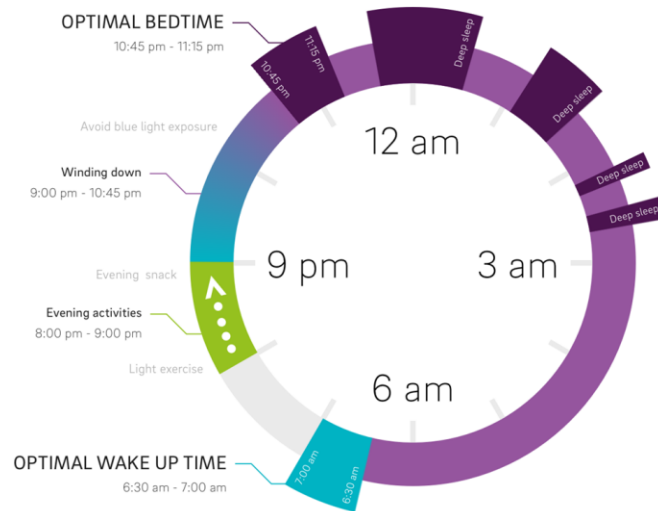 OPTIMAL BEDTIME
10:45 pm - 11:15 pm
10:45 pm
11:15 pm
Deep sleep
Deep sleep
Deep sleep
Deep sleep
Avoid blue light exposure
Winding down
9:00 pm - 10:45 pm
12 am
9 pm
3 am
Evening snack
Evening activities
8:00 pm - 9:00 pm
Light exercise
6 am
OPTIMAL WAKE UP TIME
6:30 am - 7:00 am
7:00 am
6:30 am